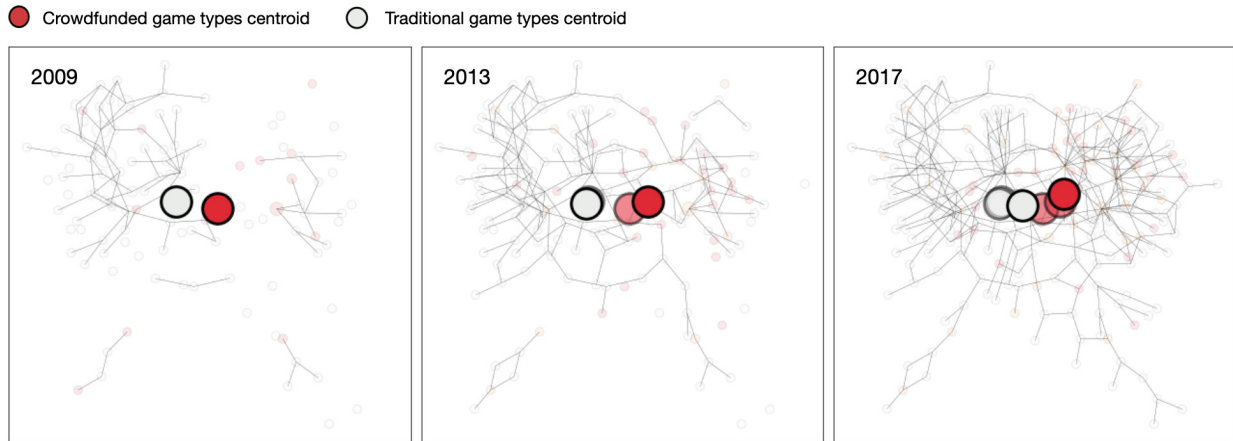 Crowdfunded game types centroid
Traditional game types centroid
2009
2013
2017